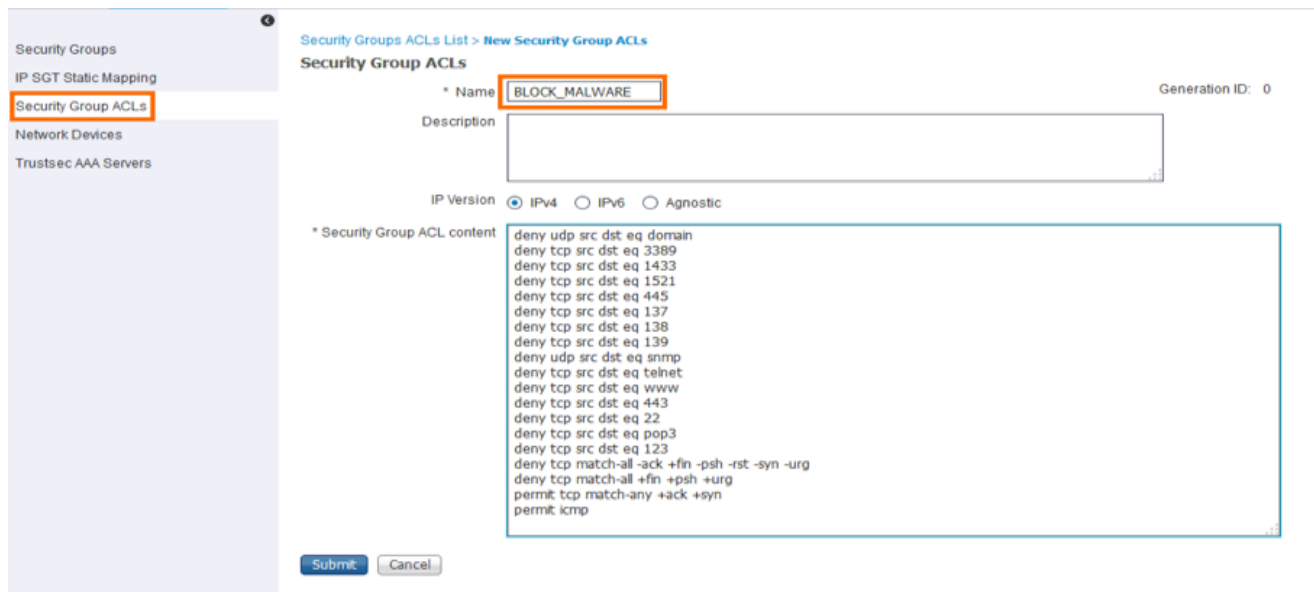 Security Groups
IP SGT Static Mapping
Security Group ACLs
Network Devices
Trustsec AAA Servers
Security Groups ACLs List > New Security Group ACLs
Security Group ACLs
* Name BLOCK_MALWARE Generation ID: 0
Description
IP Version IPv4 IPv6 Agnostic
* Security Group ACL content
deny udp src dst eq domain
deny tcp src dst eq 3389
deny tcp src dst eq 1433
deny tcp src dst eq 1521
deny tcp src dst eq 445
deny tcp src dst eq 137
deny tcp src dst eq 138
deny tcp src dst eq 139
deny udp src dst eq snmp
deny tcp src dst eq telnet
deny tcp src dst eq www
deny tcp src dst eq 443
deny tcp src dst eq 22
deny tcp src dst eq pop3
deny tcp src dst eq 123
deny tcp match-all -ack +fin -psh -rst -syn -urg
deny tcp match-all +fin +psh +urg
permit tcp match-any +ack +syn
permit icmp
Submit Cancel